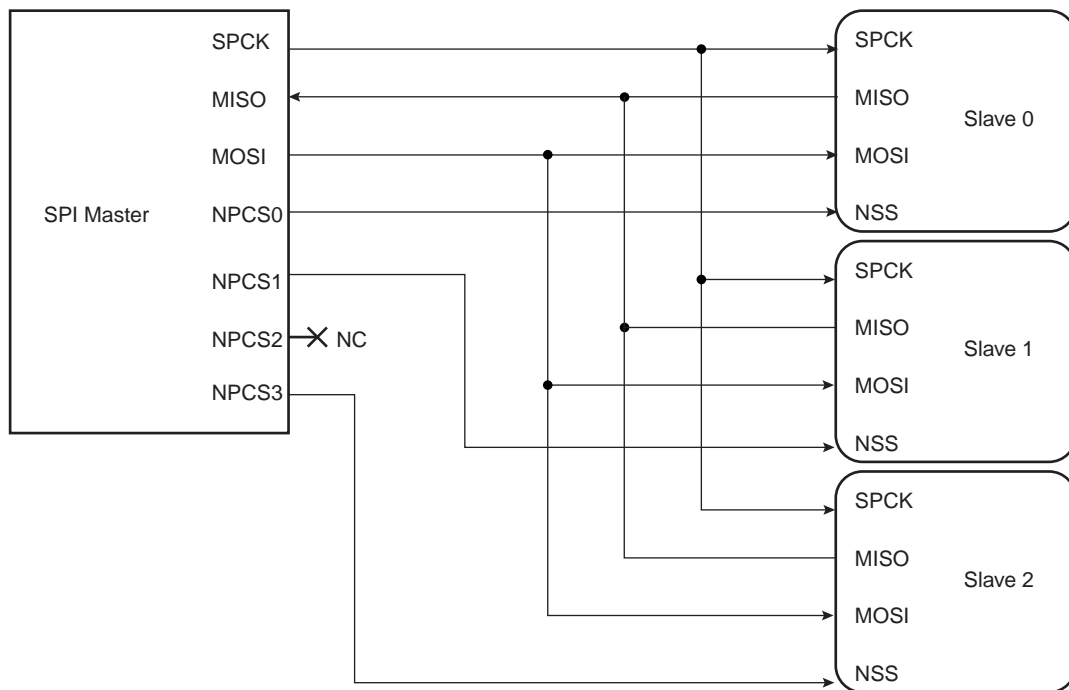 SPI Master
SPCK
MISO
MOSI
NPCS0
NPCS1
NPCS2
NC
NPCS3
SPCK
MISO
Slave 0
MOSI
NSS
SPCK
MISO
Slave 1
MOSI
NSS
SPCK
MISO
Slave 2
MOSI
NSS